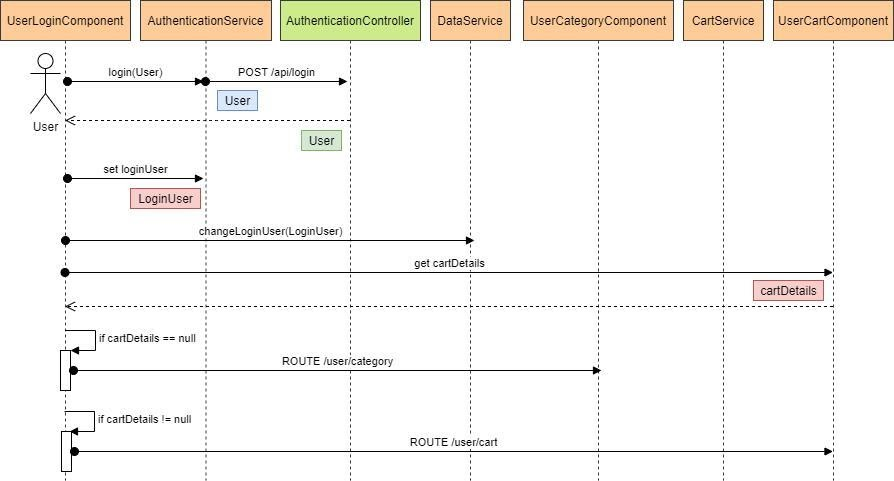 UserLoginComponent
AuthenticationService
AuthenticationController
DataService
UserCategoryComponent
CartService
UserCartComponent
login(User)
POST /api/login
User
User
User
set loginUser
LoginUser
changeLoginUser(LoginUser)
get cartDetails
cartDetails
if cartDetails == null
ROUTE /user/category
if cartDetails != null
ROUTE /user/cart